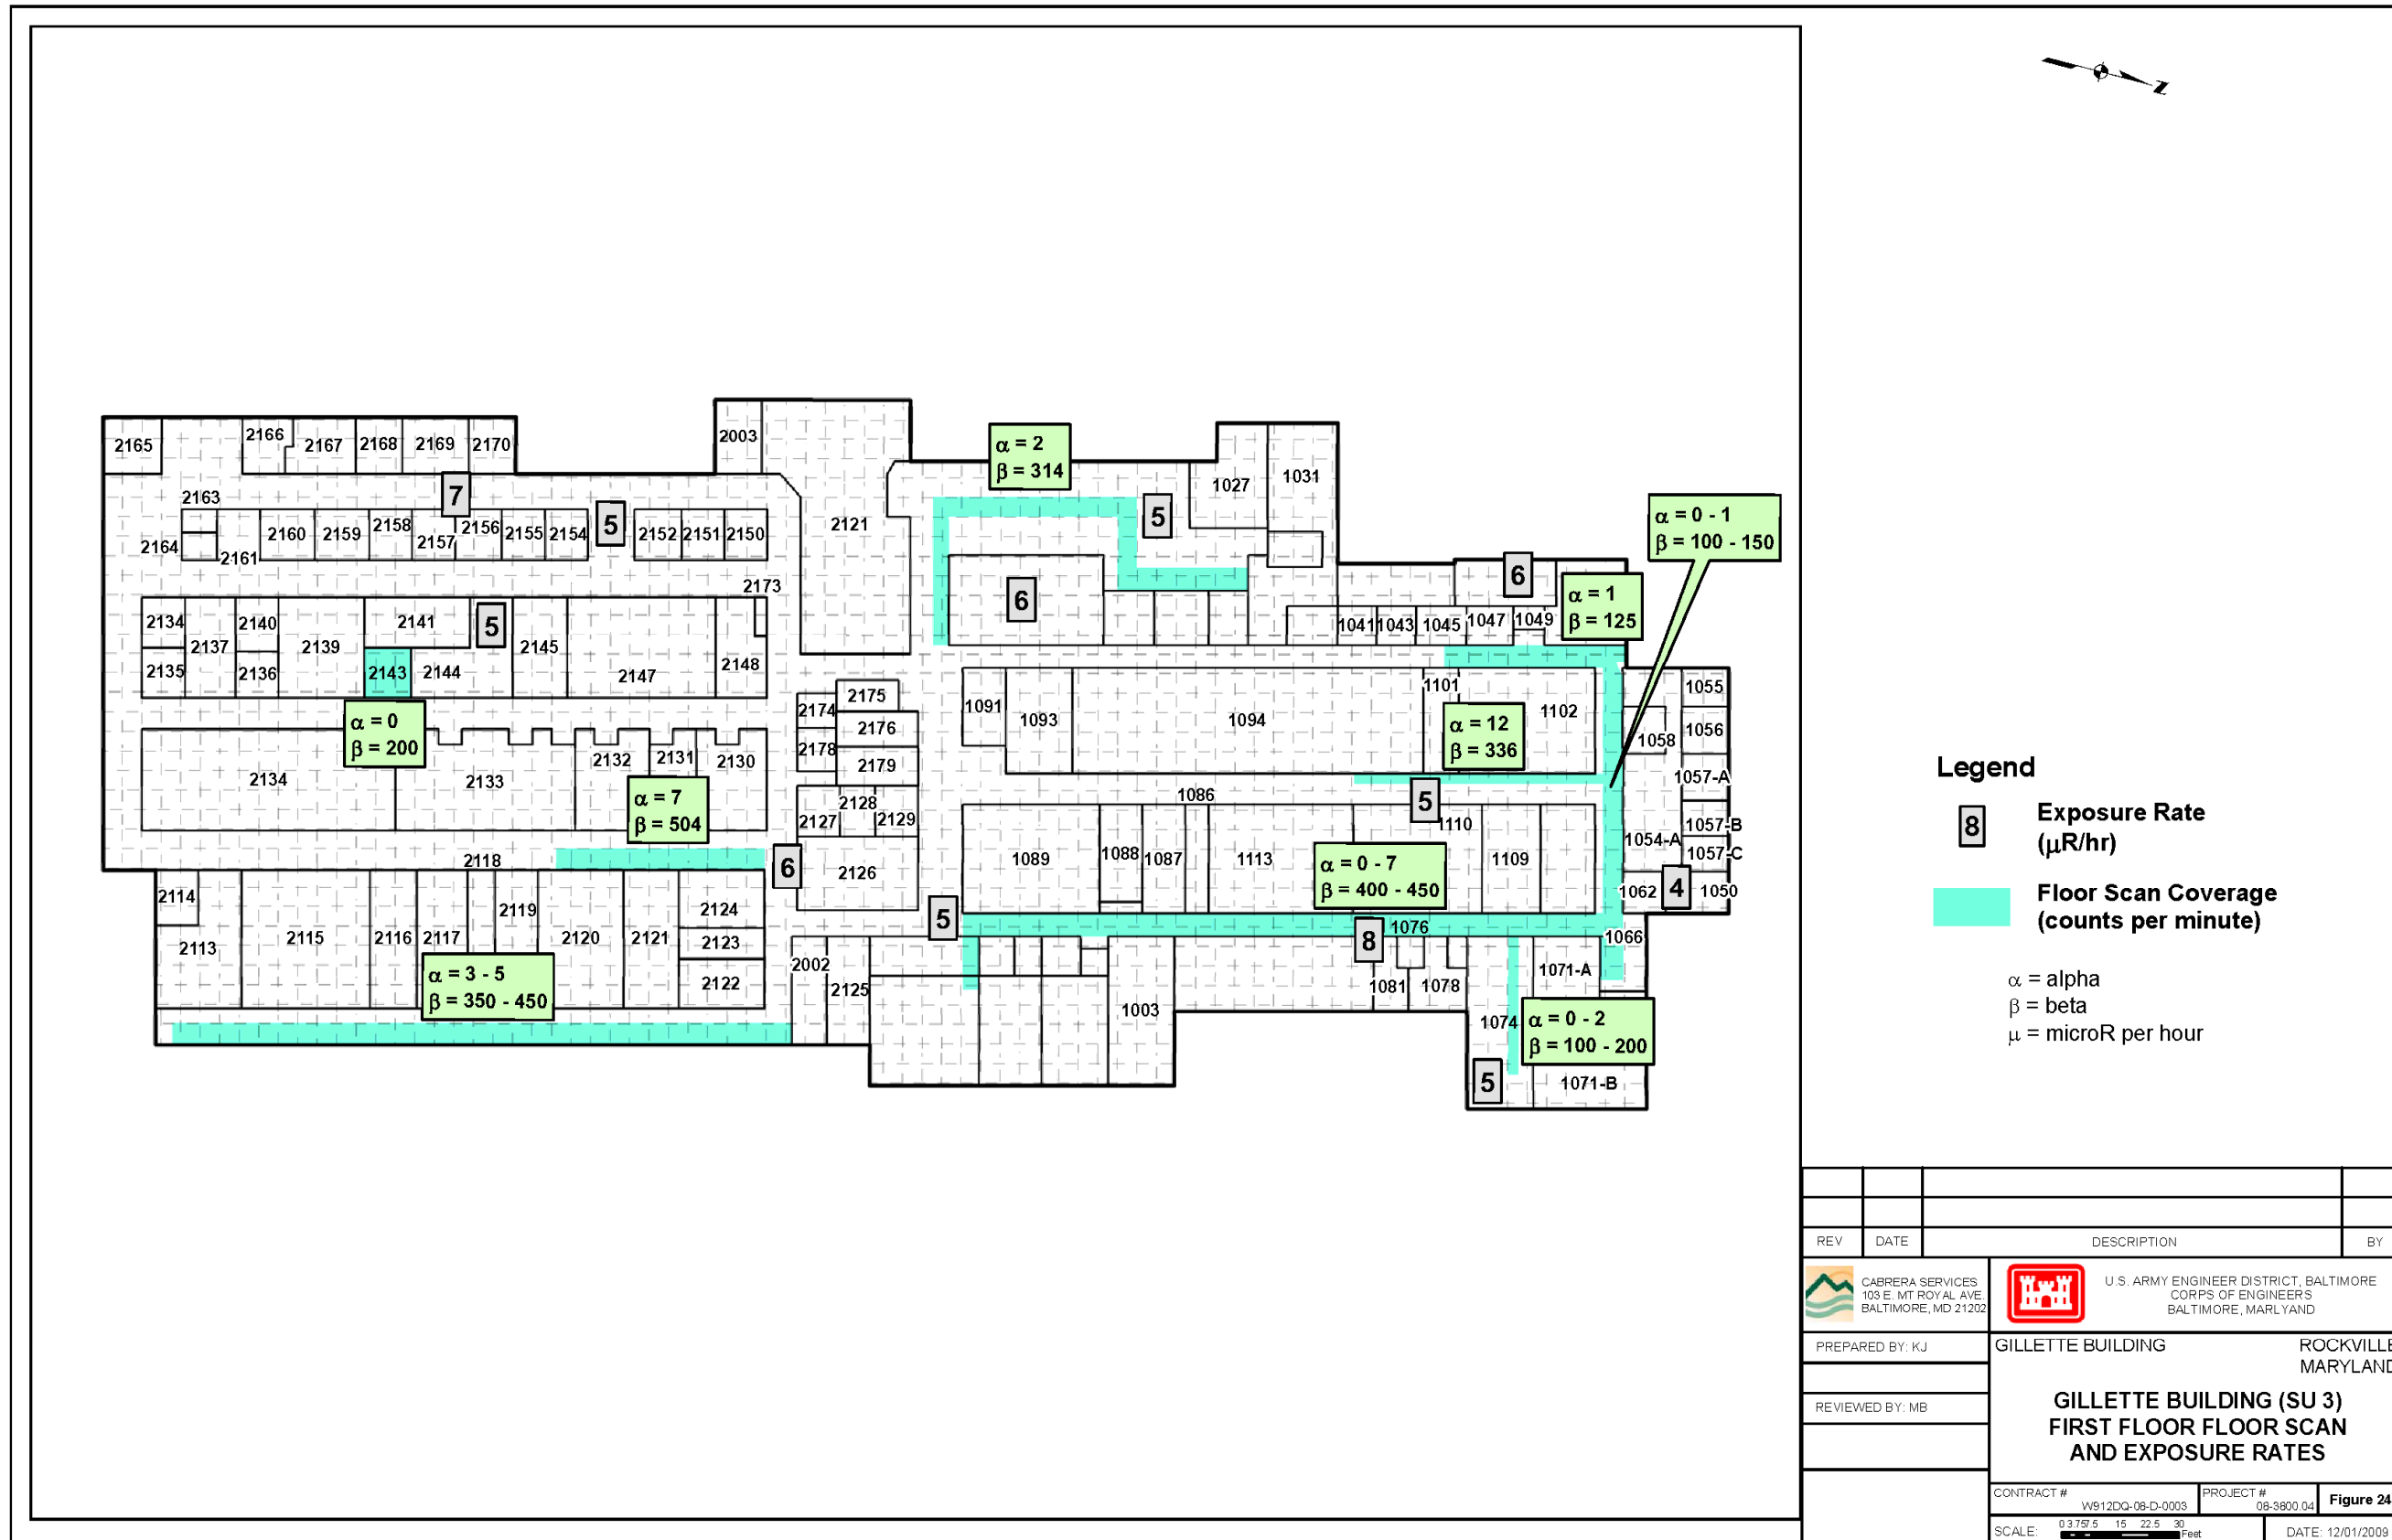 Z
2003
2165
2166
2167
2168
2169
2170
α = 2
β = 314
1027
1031
2163
7
5
5
2121
α = 0 - 1
β = 100 - 150
2164
2161
2160
2159
2158
2157
2156
2155
2154
2152
2151
2150
2173
6
6
α = 1
β = 125
1041
1043
1045
1047
1049
2134
2137
2140
2139
2141
5
2145
2147
2148
2135
2136
2143
2144
2174
2175
2176
2178
2179
1091
1093
1094
1101
1102
1055
1056
1058
1057-A
α = 0
β = 200
α = 12
β = 336
2134
2133
2132
2131
2130
α = 7
β = 504
2127
2128
2129
1086
5
1110
1057-B
1054-A
1057-C
2118
6
2126
1089
1088
1087
1113
α = 0 - 7
β = 400 - 450
1109
1062
4
1050
2114
2113
2115
2116
2117
2119
2120
2121
2124
2123
2122
5
8
1076
1066
α = 3 - 5
β = 350 - 450
2002
2125
1003
1081
1078
1071-A
1074
α = 0 - 2
β = 100 - 200
5
1071-B
Legend
8
Exposure Rate
(μR/hr)
Floor Scan Coverage
(counts per minute)
α = alpha
β = beta
μ = microR per hour
REV
DATE
DESCRIPTION
BY
CABRERA SERVICES
103 E. MT ROYAL AVE.
BALTIMORE, MD 21202
U.S. ARMY ENGINEER DISTRICT, BALTIMORE
CORPS OF ENGINEERS
BALTIMORE, MARLYAND
PREPARED BY: KJ
REVIEWED BY: MB
GILLETTE BUILDING
ROCKVILLE
MARYLAND
GILLETTE BUILDING (SU 3)
FIRST FLOOR FLOOR SCAN
AND EXPOSURE RATES
CONTRACT #
W912DQ-08-D-0003
PROJECT #
08-3800.04
Figure 24
SCALE:
0 3.75 7.5 15 22.5 30
Feet
DATE: 12/01/2009